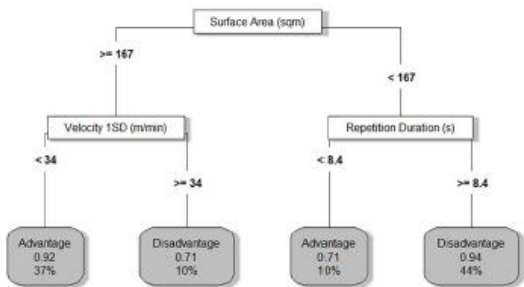 Surface Area (sqm)
>= 167
< 167
Velocity 1SD (m/min)
Repetition Duration (s)
< 34
>= 34
< 8.4
>= 8.4
Advantage
0.92
37%
Disadvantage
0.71
10%
Advantage
0.71
10%
Disadvantage
0.94
44%